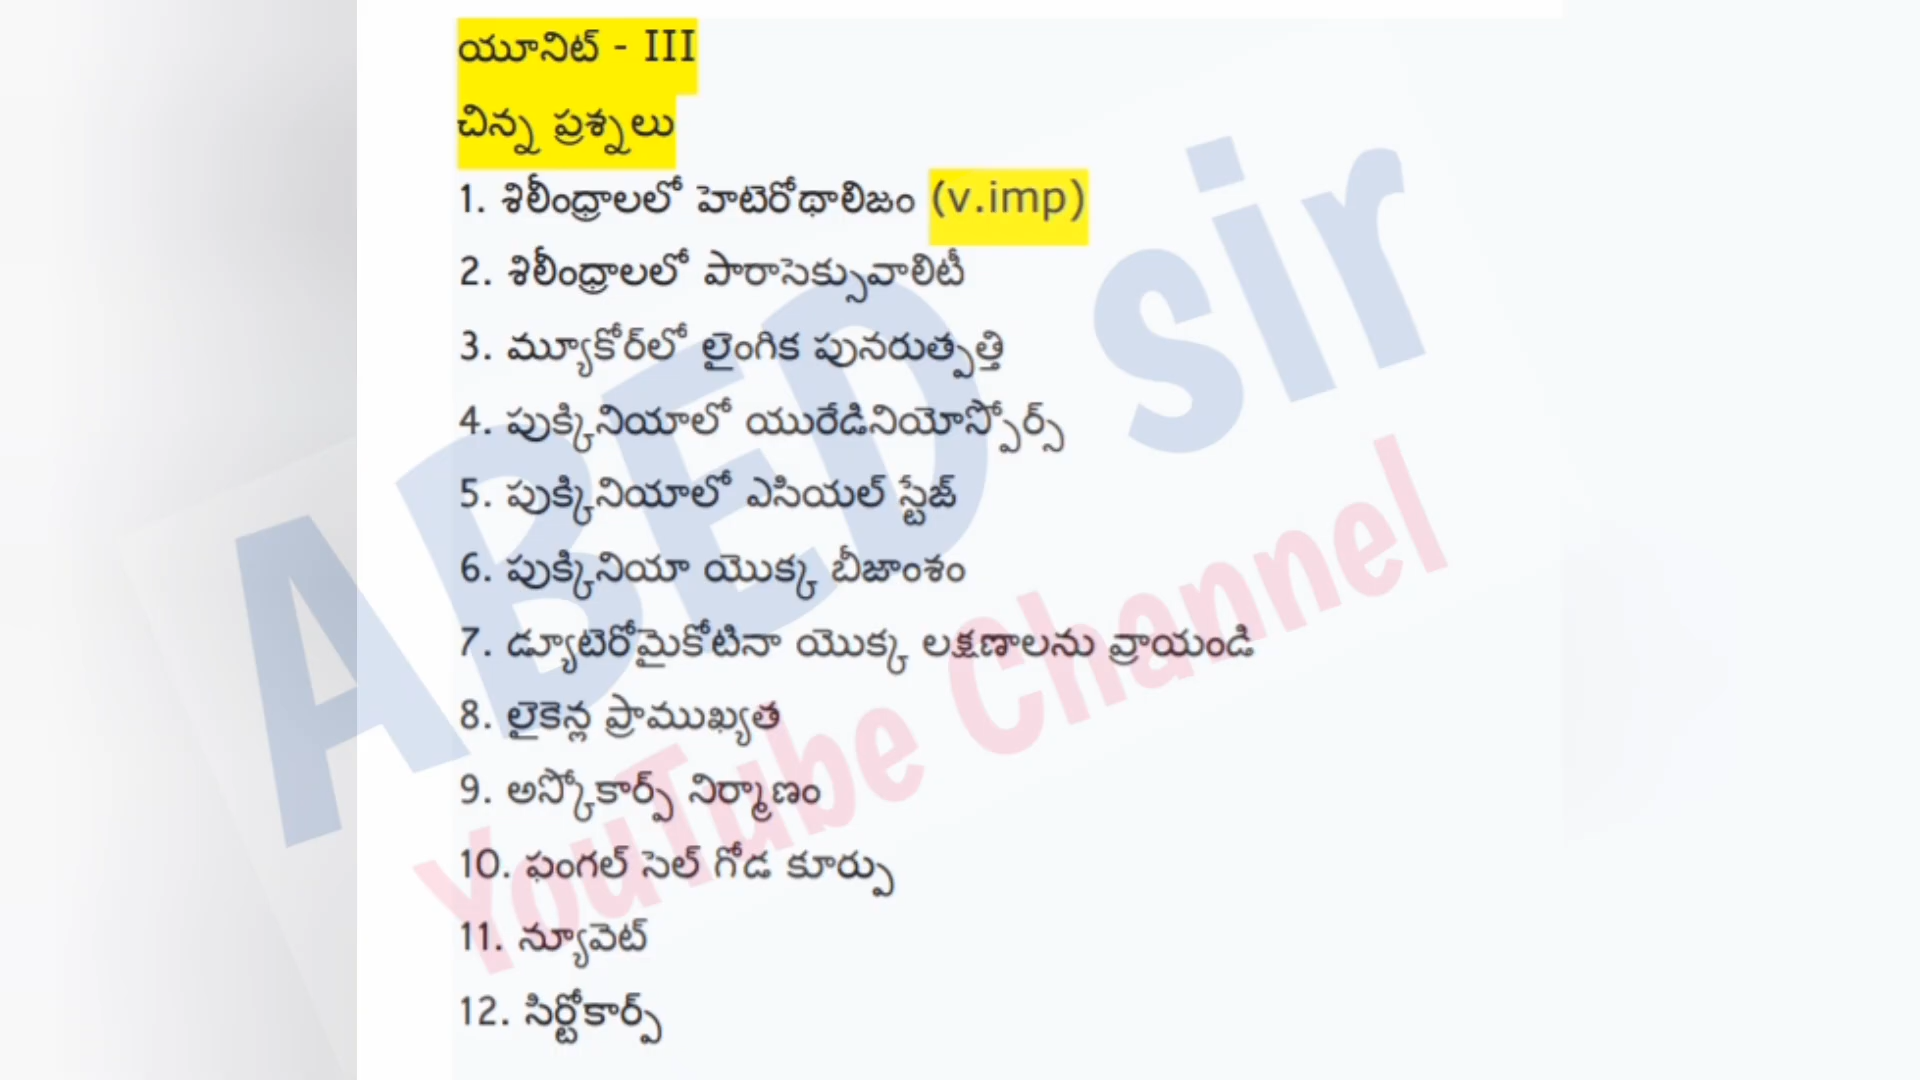 యూనిట్ - III
చిన్న ప్రశ్నలు
1. శిలీంధ్రాలలో హెటెరోథాలిజం (v.imp)
2. శిలీంధ్రాలలో పారాసెక్సువాలిటీ
3. మ్యూకోర్‌లో లైంగిక పునరుత్పత్తి
4. పుక్కినియాలో యురేడినియోస్పోర్స్
5. పుక్కినియాలో ఎసియల్ స్టేజ్
6. పుక్కినియా యొక్క బీజాంశం
7. డ్యూటెరోమైకోటినా యొక్క లక్షణాలను వ్రాయండి
8. లైకెన్ల ప్రాముఖ్యత
9. అస్కోకార్ప్ నిర్మాణం
10. ఫంగల్ సెల్ గోడ కూర్పు
11. న్యూవెట్
12. సిర్టోకార్ప్
ABED sir
YouTube Channel